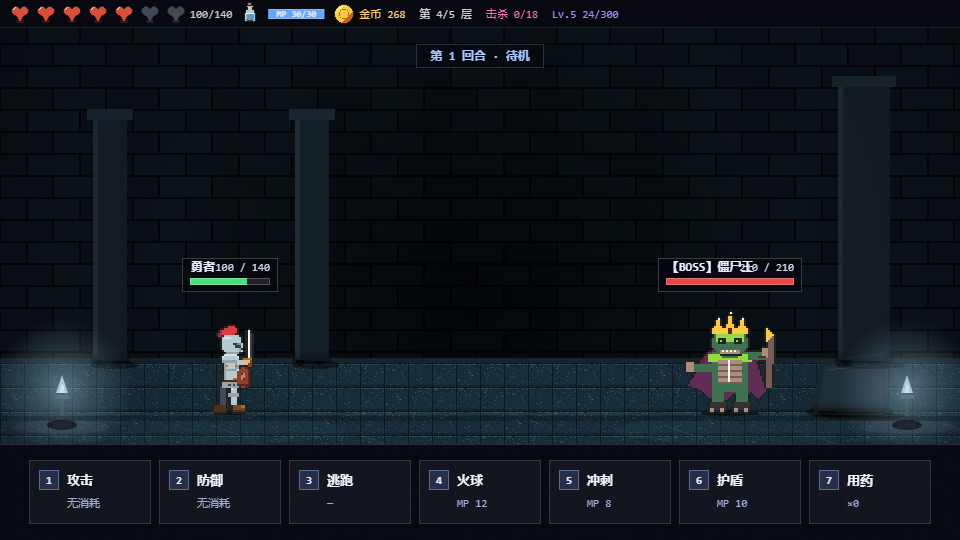 100/140 MP 30/30 金币 268 第 4/5 层 击杀 0/18 Lv.5 24/300
第 1 回合 · 待机
勇者100 / 140
【BOSS】僵尸王210 / 210
1 攻击
无消耗
2 防御
无消耗
3 逃跑
—
4 火球
MP 12
5 冲刺
MP 8
6 护盾
MP 10
7 用药
×0